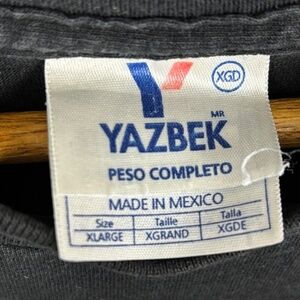 XGD
YAZBEK MR
PESO COMPLETO
MADE IN MEXICO
Size Taille Talla
XLARGE XGRAND XGDE